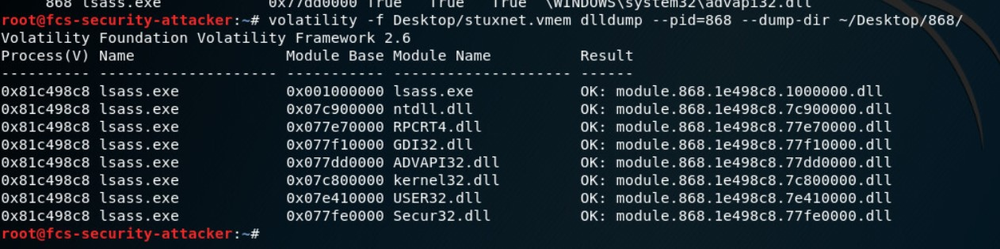 868 lsass.exe 0x77dd0000 True True True \WINDOWS\system32\advapi32.dll
root@fcs-security-attacker:~# volatility -f Desktop/stuxnet.vmem dlldump --pid=868 --dump-dir ~/Desktop/868/
Volatility Foundation Volatility Framework 2.6
Process(V) Name Module Base Module Name Result
---------- -------------------- ----------- -------------------- ------
0x81c498c8 lsass.exe 0x001000000 lsass.exe OK: module.868.1e498c8.1000000.dll
0x81c498c8 lsass.exe 0x07c900000 ntdll.dll OK: module.868.1e498c8.7c900000.dll
0x81c498c8 lsass.exe 0x077e70000 RPCRT4.dll OK: module.868.1e498c8.77e70000.dll
0x81c498c8 lsass.exe 0x077f10000 GDI32.dll OK: module.868.1e498c8.77f10000.dll
0x81c498c8 lsass.exe 0x077dd0000 ADVAPI32.dll OK: module.868.1e498c8.77dd0000.dll
0x81c498c8 lsass.exe 0x07c800000 kernel32.dll OK: module.868.1e498c8.7c800000.dll
0x81c498c8 lsass.exe 0x07e410000 USER32.dll OK: module.868.1e498c8.7e410000.dll
0x81c498c8 lsass.exe 0x077fe0000 Secur32.dll OK: module.868.1e498c8.77fe0000.dll
root@fcs-security-attacker:~#